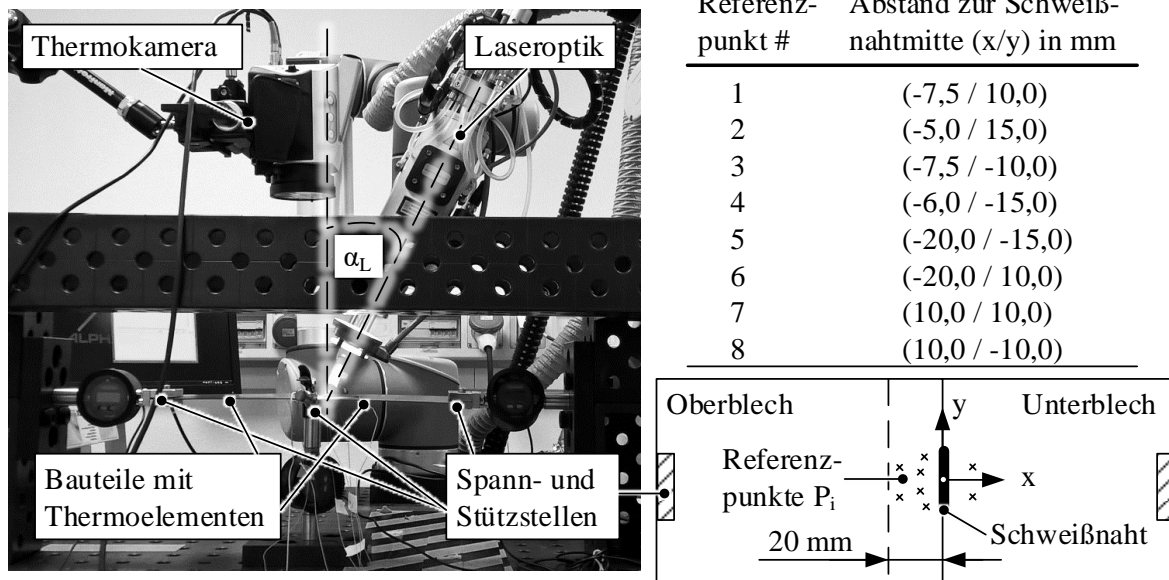 Thermokamera
Laseroptik
α_L
ALPH
Bauteile mit
Thermoelementen
Spann- und
Stützstellen
Referenz-
punkt #
Abstand zur Schweiß-
nahtmitte (x/y) in mm
1
(-7,5 / 10,0)
2
(-5,0 / 15,0)
3
(-7,5 / -10,0)
4
(-6,0 / -15,0)
5
(-20,0 / -15,0)
6
(-20,0 / 10,0)
7
(10,0 / 10,0)
8
(10,0 / -10,0)
Oberblech
y
Unterblech
Referenz-
punkte P_i
x
Schweißnaht
20 mm